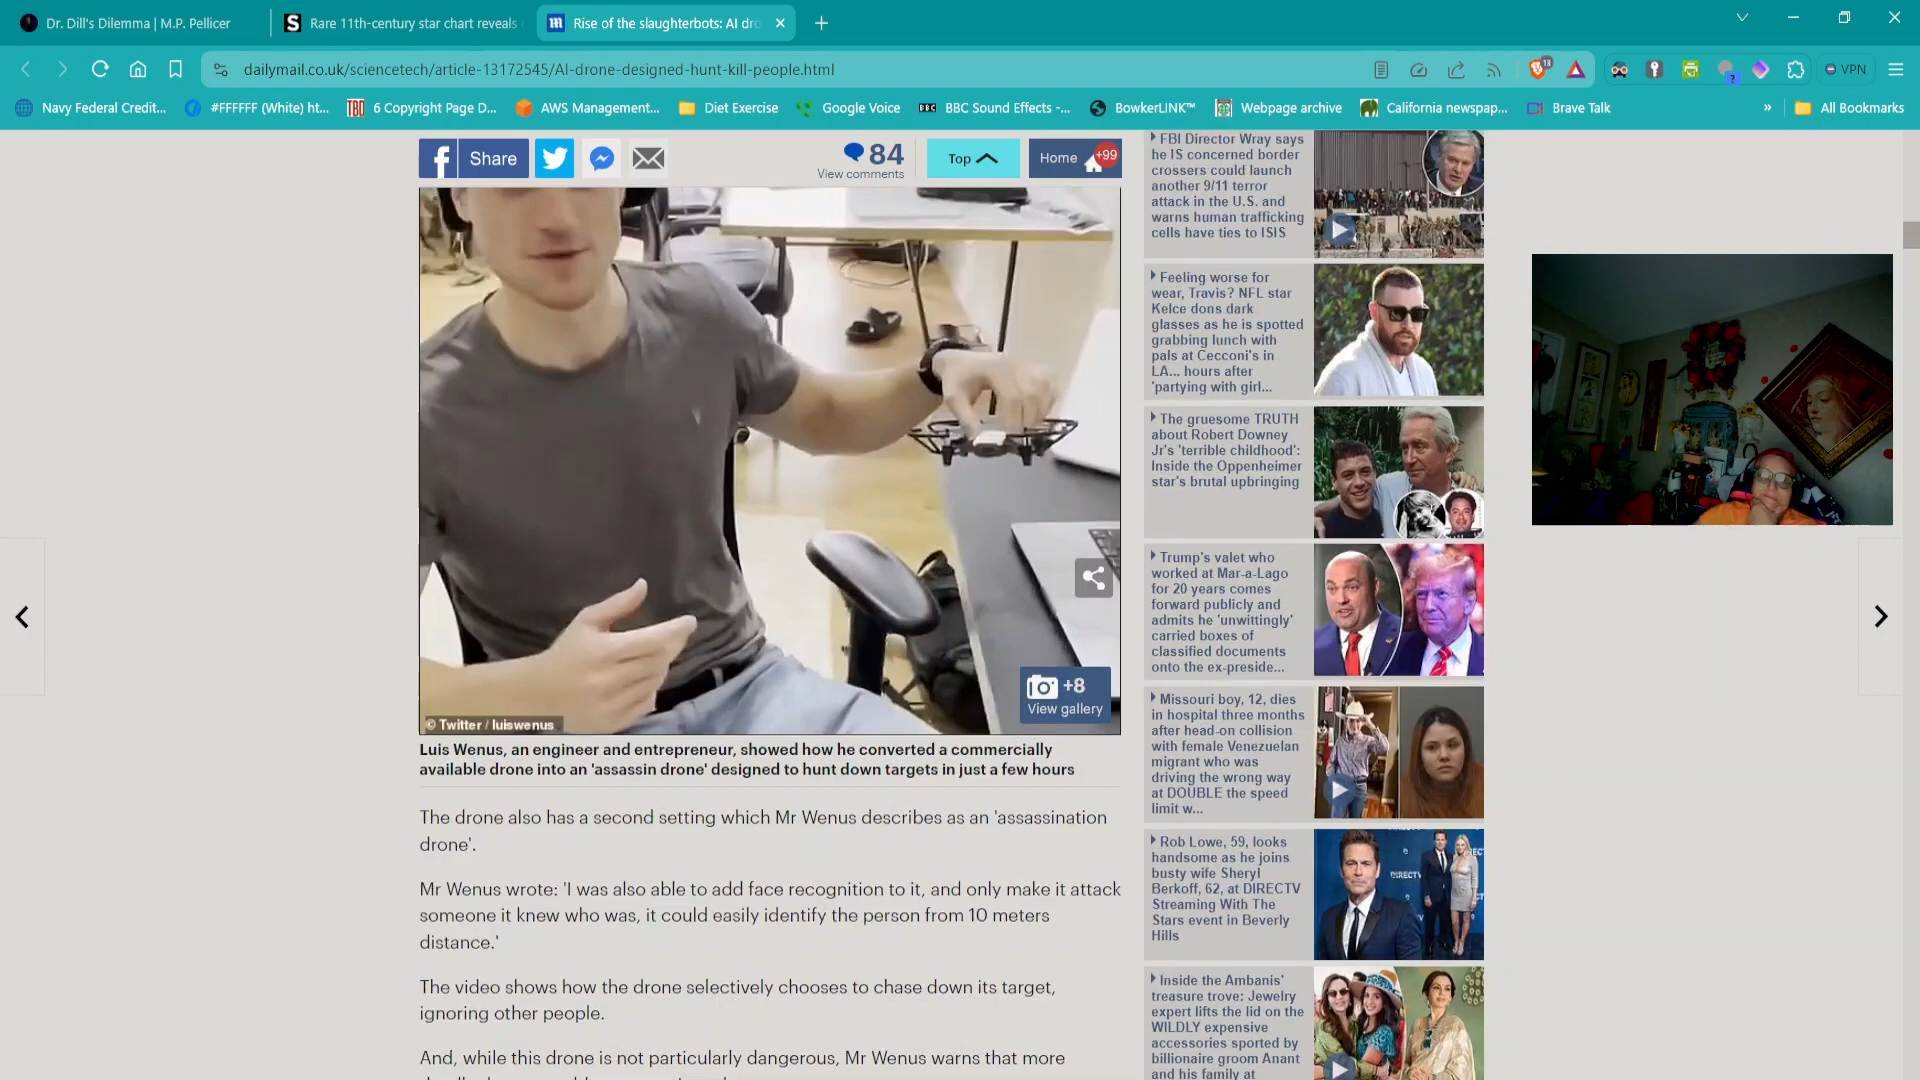 Dr. Dill's Dilemma | M.P. Pellicer
Rare 11th-century star chart reveals
Rise of the slaughterbots: AI dro
dailymail.co.uk/sciencetech/article-13172545/AI-drone-designed-hunt-kill-people.html
VPN
Navy Federal Credit...
#FFFFFF (White) ht...
6 Copyright Page D...
AWS Management...
Diet Exercise
Google Voice
BBC Sound Effects -...
BowkerLINK™
Webpage archive
California newspap...
Brave Talk
»
All Bookmarks
Share
84
View comments
Top
Home
+99
+8
View gallery
© Twitter / luiswenus
Luis Wenus, an engineer and entrepreneur, showed how he converted a commercially
available drone into an 'assassin drone' designed to hunt down targets in just a few hours
The drone also has a second setting which Mr Wenus describes as an 'assassination
drone'.
Mr Wenus wrote: 'I was also able to add face recognition to it, and only make it attack
someone it knew who was, it could easily identify the person from 10 meters
distance.'
The video shows how the drone selectively chooses to chase down its target,
ignoring other people.
And, while this drone is not particularly dangerous, Mr Wenus warns that more
FBI Director Wray says
he IS concerned border
crossers could launch
another 9/11 terror
attack in the U.S. and
warns human trafficking
cells have ties to ISIS
Feeling worse for
wear, Travis? NFL star
Kelce dons dark
glasses as he is spotted
grabbing lunch with
pals at Cecconi's in
LA... hours after
'partying with girl...
The gruesome TRUTH
about Robert Downey
Jr's 'terrible childhood':
Inside the Oppenheimer
star's brutal upbringing
Trump's valet who
worked at Mar-a-Lago
for 20 years comes
forward publicly and
admits he 'unwittingly'
carried boxes of
classified documents
onto the ex-preside...
Missouri boy, 12, dies
in hospital three months
after head-on collision
with female Venezuelan
migrant who was
driving the wrong way
at DOUBLE the speed
limit w...
Rob Lowe, 59, looks
handsome as he joins
busty wife Sheryl
Berkoff, 62, at DIRECTV
Streaming With The
Stars event in Beverly
Hills
Inside the Ambanis'
treasure trove: Jewelry
expert lifts the lid on the
WILDLY expensive
accessories sported by
billionaire groom Anant
and his family at